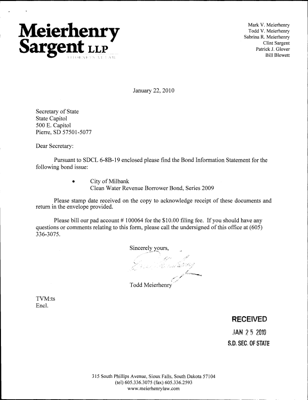 Meierhenry
Sargent LLP
Mark V. Meierhenry
Todd V. Meierhenry
Sabrina R. Meierhenry
Clint Sargent
Patrick J. Glover
Bill Blewett
January 22, 2010
Secretary of State
State Capitol
500 E. Capitol
Pierre, SD 57501-5077
Dear Secretary:
Pursuant to SDCL 6-8B-19 enclosed please find the Bond Information Statement for the
following bond issue:
• City of Milbank
Clean Water Revenue Borrower Bond, Series 2009
Please stamp date received on the copy to acknowledge receipt of these documents and
return in the envelope provided.
Please bill our pad account # 100064 for the $10.00 filing fee. If you should have any
questions or comments relating to this form, please call the undersigned of this office at (605)
336-3075.
Sincerely yours,
Todd Meierhenry
TVM:ts
Encl.
RECEIVED
JAN 25 2010
S.D. SEC. OF STATE
315 South Phillips Avenue, Sioux Falls, South Dakota 57104
(tel) 605.336.3075 (fax) 605.336.2593
www.meierhenrylaw.com